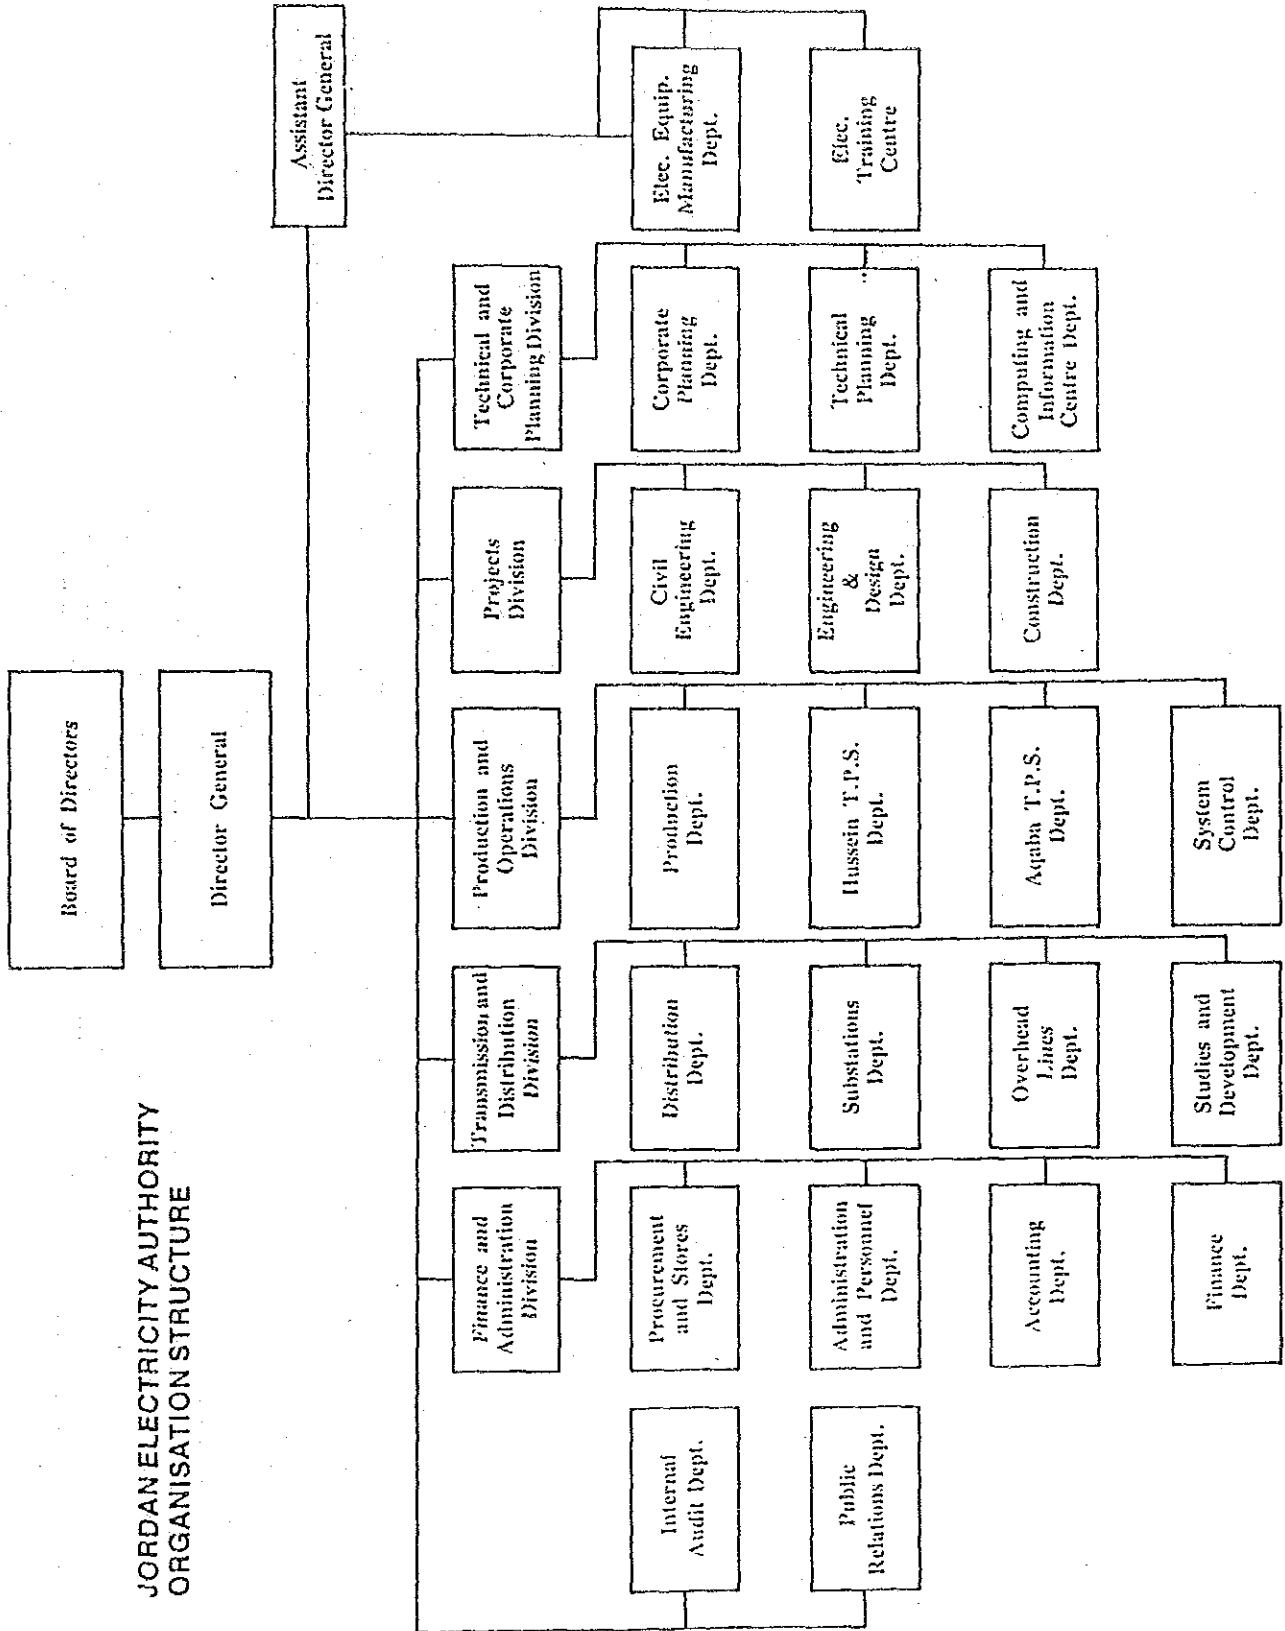 JORDAN ELECTRICITY AUTHORITY
ORGANISATION STRUCTURE
Board of Directors
Director General
Assistant
Director General
Finance and
Administration
Division
Transmission and
Distribution
Division
Production and
Operations
Division
Projects
Division
Technical and
Corporate
Planning Division
Internal
Audit Dept.
Procurement
and Stores
Dept.
Distribution
Dept.
Production
Dept.
Civil
Engineering
Dept.
Corporate
Planning
Dept.
Elec. Equip.
Manufacturing
Dept.
Public
Relations Dept.
Administration
and Personnel
Dept.
Substations
Dept.
Hussein T.P.S.
Dept.
Engineering
&
Design
Dept.
Technical
Planning
Dept.
Elec.
Training
Centre
Accounting
Dept.
Overhead
Lines
Dept.
Aqaba T.P.S.
Dept.
Construction
Dept.
Computing and
Information
Centre Dept.
Finance
Dept.
Studies and
Development
Dept.
System
Control
Dept.